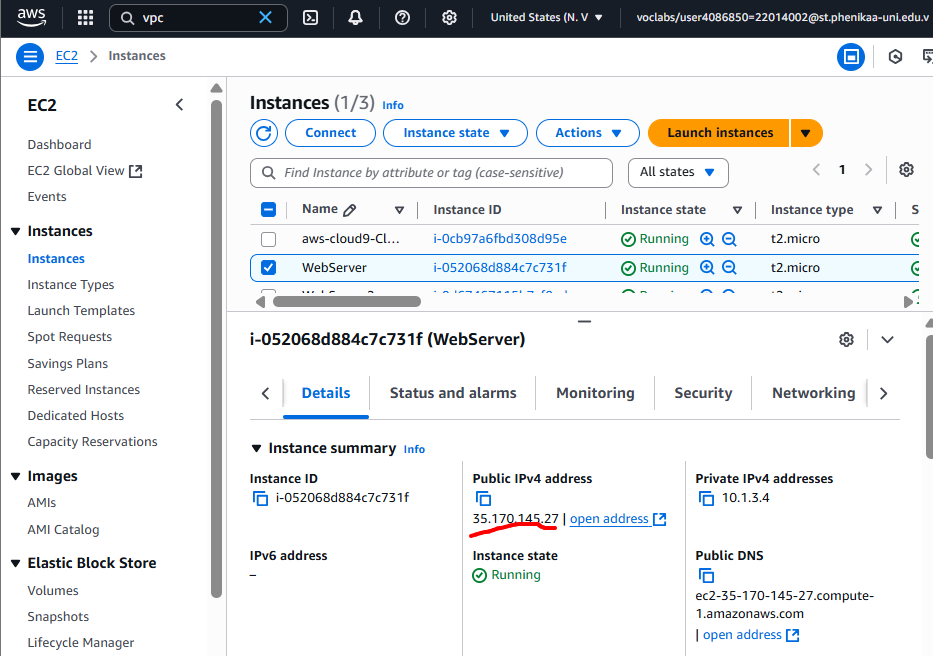 aws
vpc
United States (N. V
voclabs/user4086850=22014002@st.phenikaa-uni.edu.v
EC2
Instances
EC2
Dashboard
EC2 Global View
Events
Instances
Instances
Instance Types
Launch Templates
Spot Requests
Savings Plans
Reserved Instances
Dedicated Hosts
Capacity Reservations
Images
AMIs
AMI Catalog
Elastic Block Store
Volumes
Snapshots
Lifecycle Manager
Instances (1/3) Info
Connect
Instance state
Actions
Launch instances
Find Instance by attribute or tag (case-sensitive)
All states
1
Name
Instance ID
Instance state
Instance type
S
aws-cloud9-Cl... i-0cb97a6fbd308d95e Running t2.micro
WebServer i-052068d884c7c731f Running t2.micro
i-052068d884c7c731f (WebServer)
Details
Status and alarms
Monitoring
Security
Networking
Instance summary Info
Instance ID
i-052068d884c7c731f
Public IPv4 address
35.170.145.27 | open address
Private IPv4 addresses
10.1.3.4
IPv6 address
–
Instance state
Running
Public DNS
ec2-35-170-145-27.compute-
1.amazonaws.com
| open address